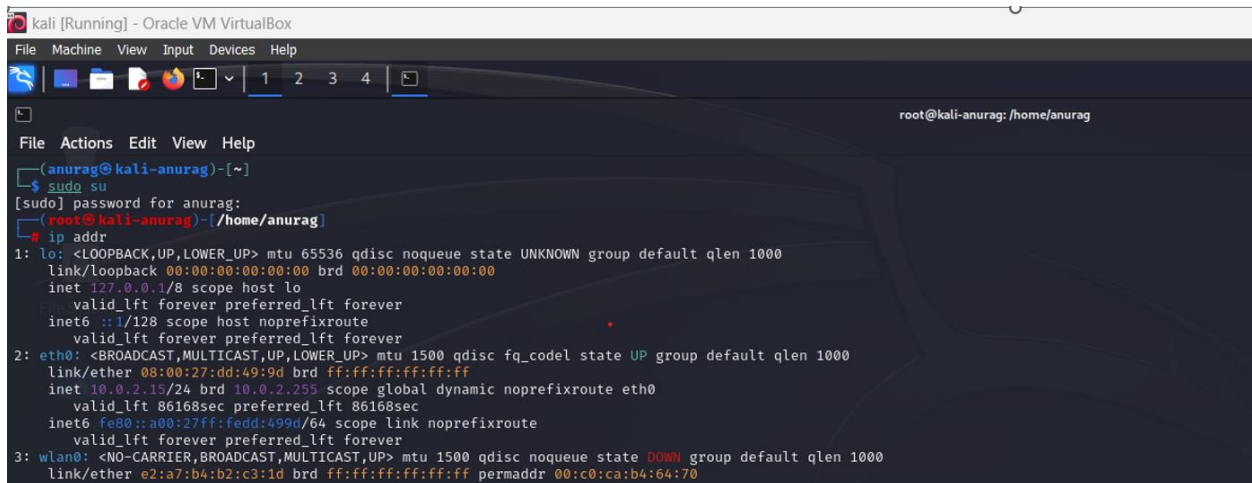 kali [Running] - Oracle VM VirtualBox
File Machine View Input Devices Help
1 2 3 4
root@kali-anurag: /home/anurag
File Actions Edit View Help
(anurag㉿kali-anurag)-[~]
$ sudo su
[sudo] password for anurag:
(root㉿kali-anurag)-[/home/anurag]
# ip addr
1: lo: <LOOPBACK,UP,LOWER_UP> mtu 65536 qdisc noqueue state UNKNOWN group default qlen 1000
link/loopback 00:00:00:00:00:00 brd 00:00:00:00:00:00
inet 127.0.0.1/8 scope host lo
valid_lft forever preferred_lft forever
inet6 ::1/128 scope host noprefixroute
valid_lft forever preferred_lft forever
2: eth0: <BROADCAST,MULTICAST,UP,LOWER_UP> mtu 1500 qdisc fq_codel state UP group default qlen 1000
link/ether 08:00:27:dd:49:9d brd ff:ff:ff:ff:ff:ff
inet 10.0.2.15/24 brd 10.0.2.255 scope global dynamic noprefixroute eth0
valid_lft 86168sec preferred_lft 86168sec
inet6 fe80::a00:27ff:fedd:499d/64 scope link noprefixroute
valid_lft forever preferred_lft forever
3: wlan0: <NO-CARRIER,BROADCAST,MULTICAST,UP> mtu 1500 qdisc noqueue state DOWN group default qlen 1000
link/ether e2:a7:b4:b2:c3:1d brd ff:ff:ff:ff:ff:ff permaddr 00:c0:ca:b4:64:70